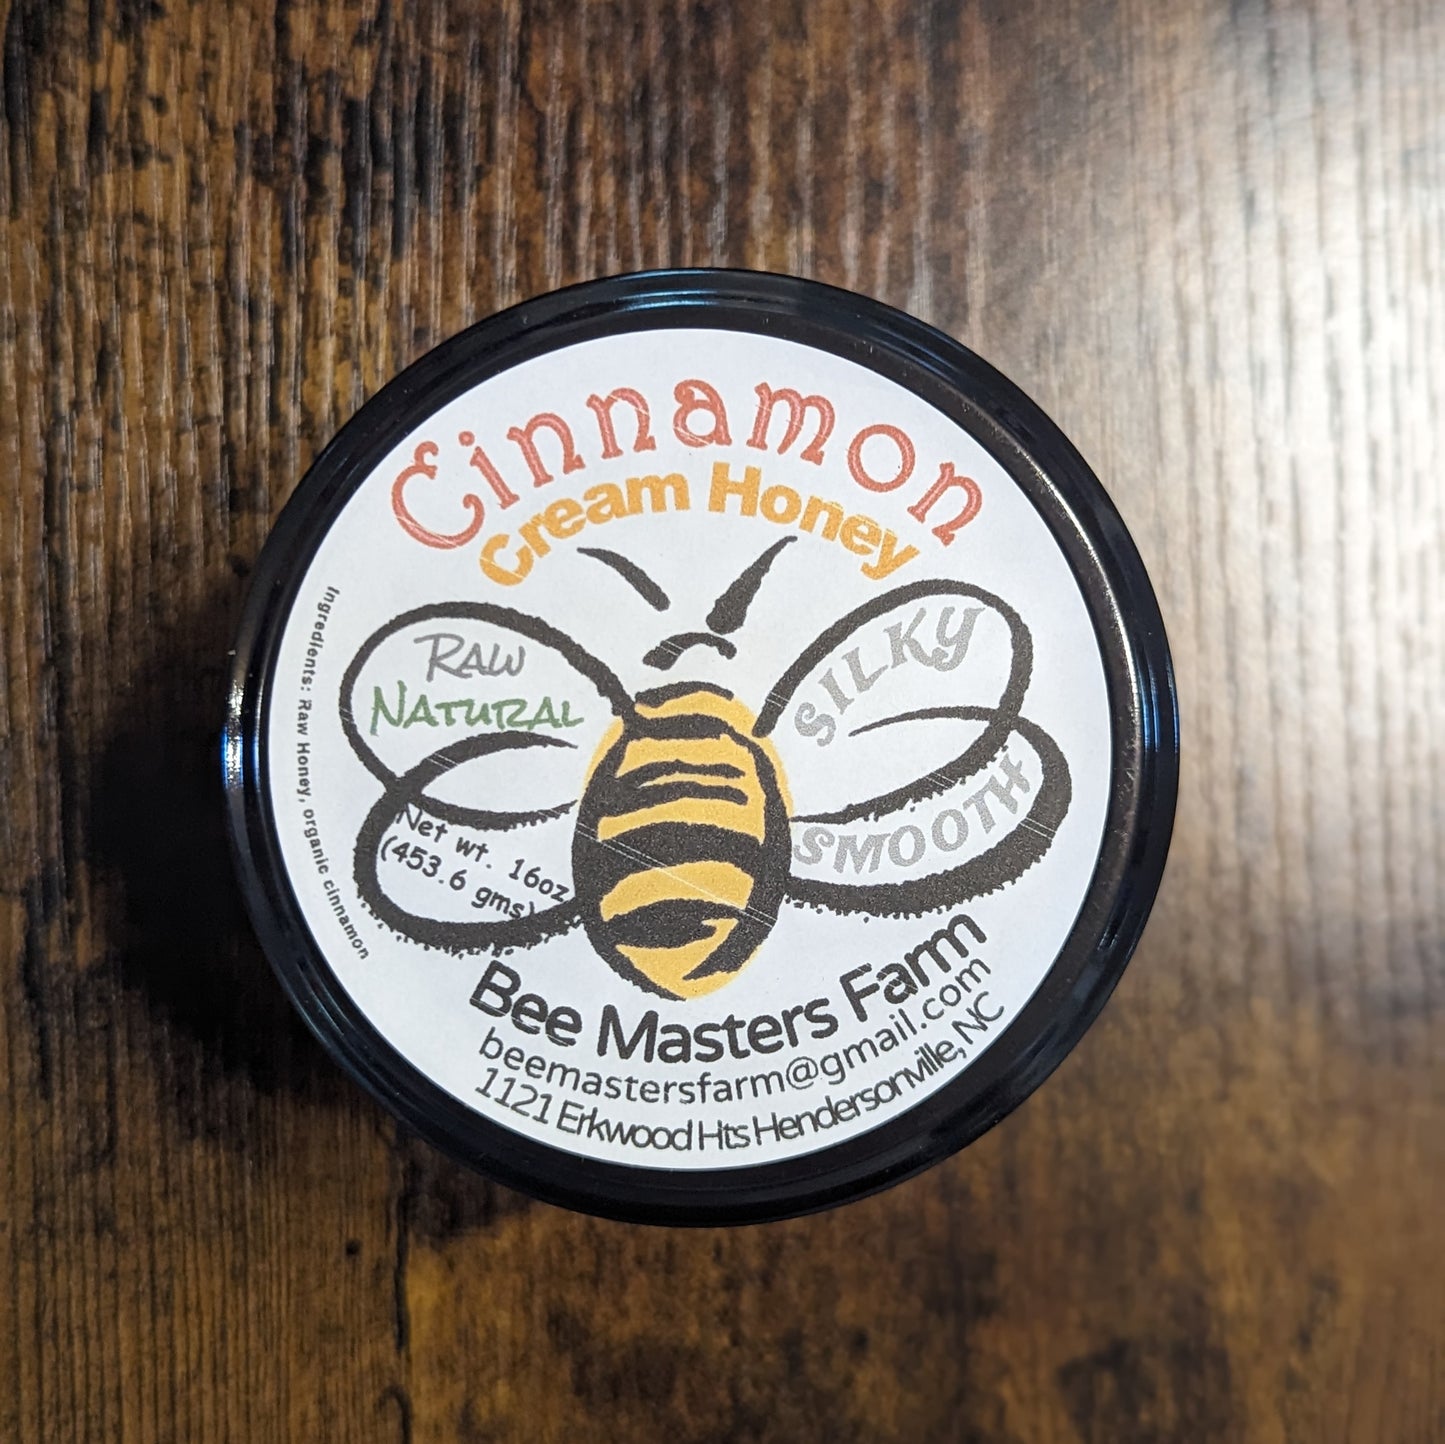 Cinnamon
Cream Honey
Raw
Natural
SILKY
SMOOTH
Net wt. 16oz
(453.6 gms)
Ingredients: Raw Honey, organic cinnamon
Bee Masters Farm
beemastersfarm@gmail.com
1121 Erkwood Hts Hendersonville, NC